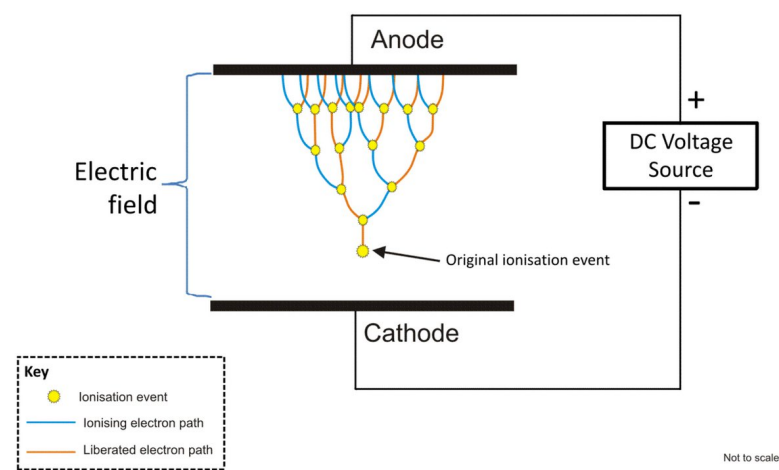 Anode
+
DC Voltage
Source
-
Electric
field
Original ionisation event
Cathode
Key
Ionisation event
Ionising electron path
Liberated electron path
Not to scale